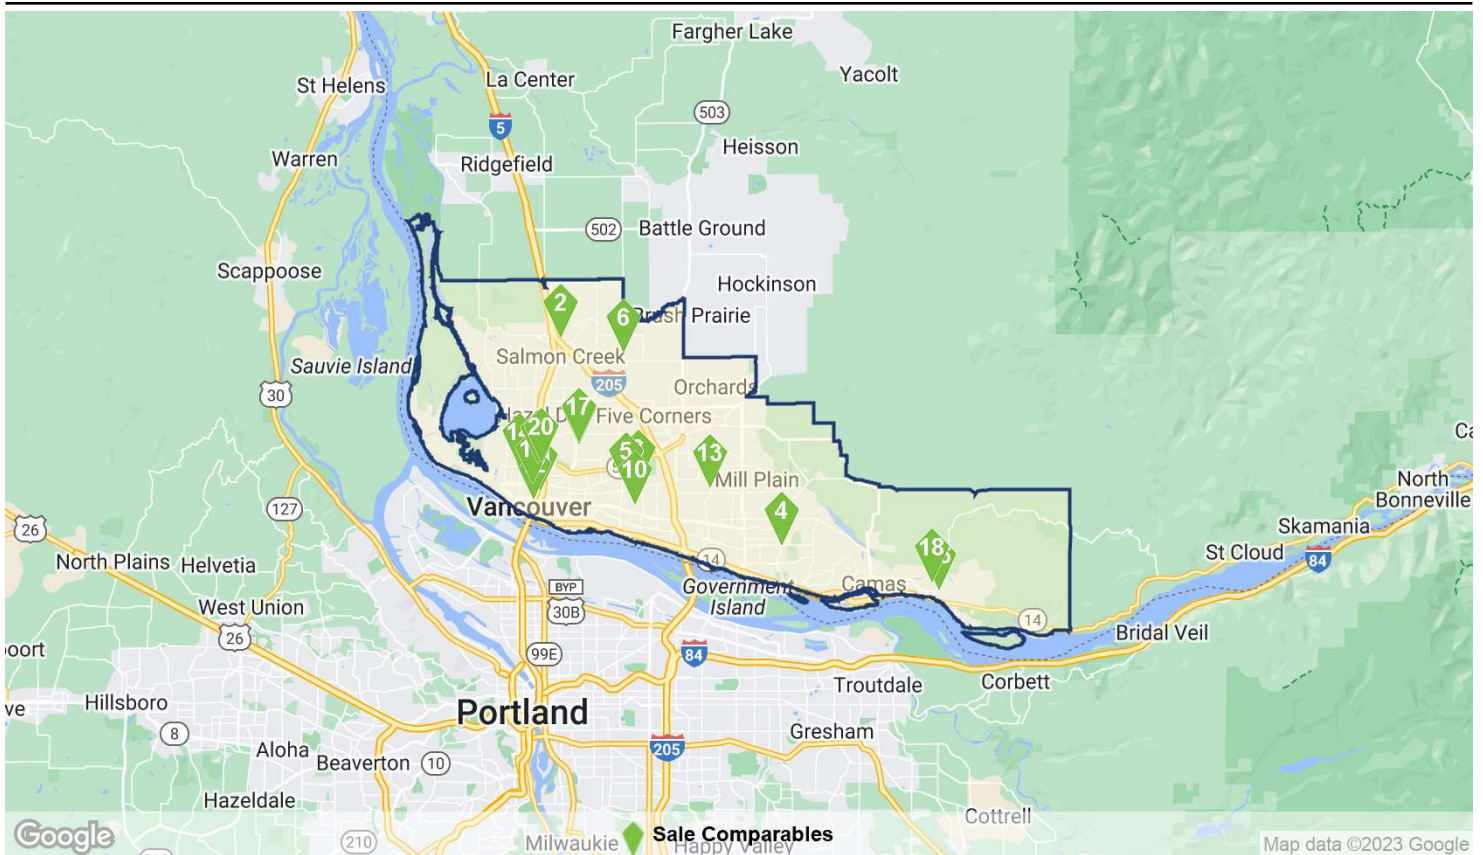 Fargher Lake
Yacolt
La Center
St Helens
503
5
Heisson
Warren
Ridgefield
502
Battle Ground
Scappoose
Hockinson
2
6
Brush Prairie
Sauvie Island
Salmon Creek
205
Orchards
30
17
Five Corners
20
5
13
10
Mill Plain
North
Bonneville
Vancouver
4
127
Skamania
26
18
St Cloud
84
North Plains
Helvetia
14
BYP
Government
Island
Camas
West Union
30B
14
26
Bridal Veil
99E
84
Troutdale
Corbett
Hillsboro
Portland
8
Gresham
Aloha
205
Beaverton
10
Hazeldale
Cottrell
Google
210
Milwaukie
Sale Comparables
Happy Valley
Map data ©2023 Google